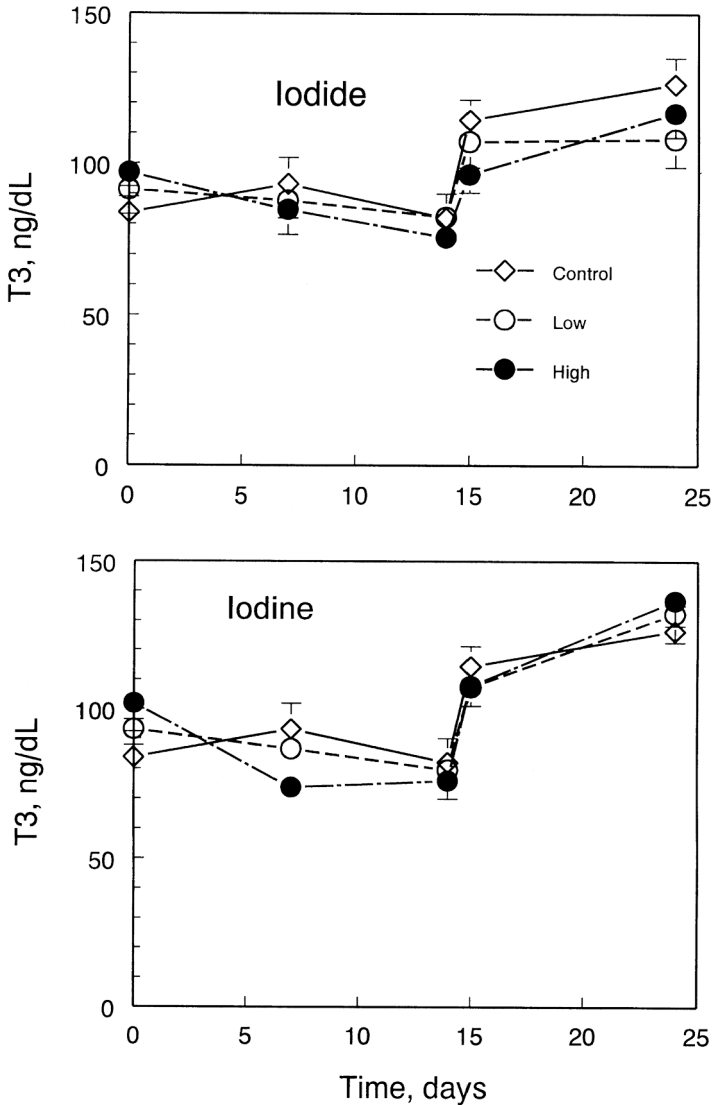 150
Iodide
100
T3, ng/dL
Control
50
Low
High
0
0 5 10 15 20 25
150
Iodine
100
T3, ng/dL
50
0
0 5 10 15 20 25
Time, days